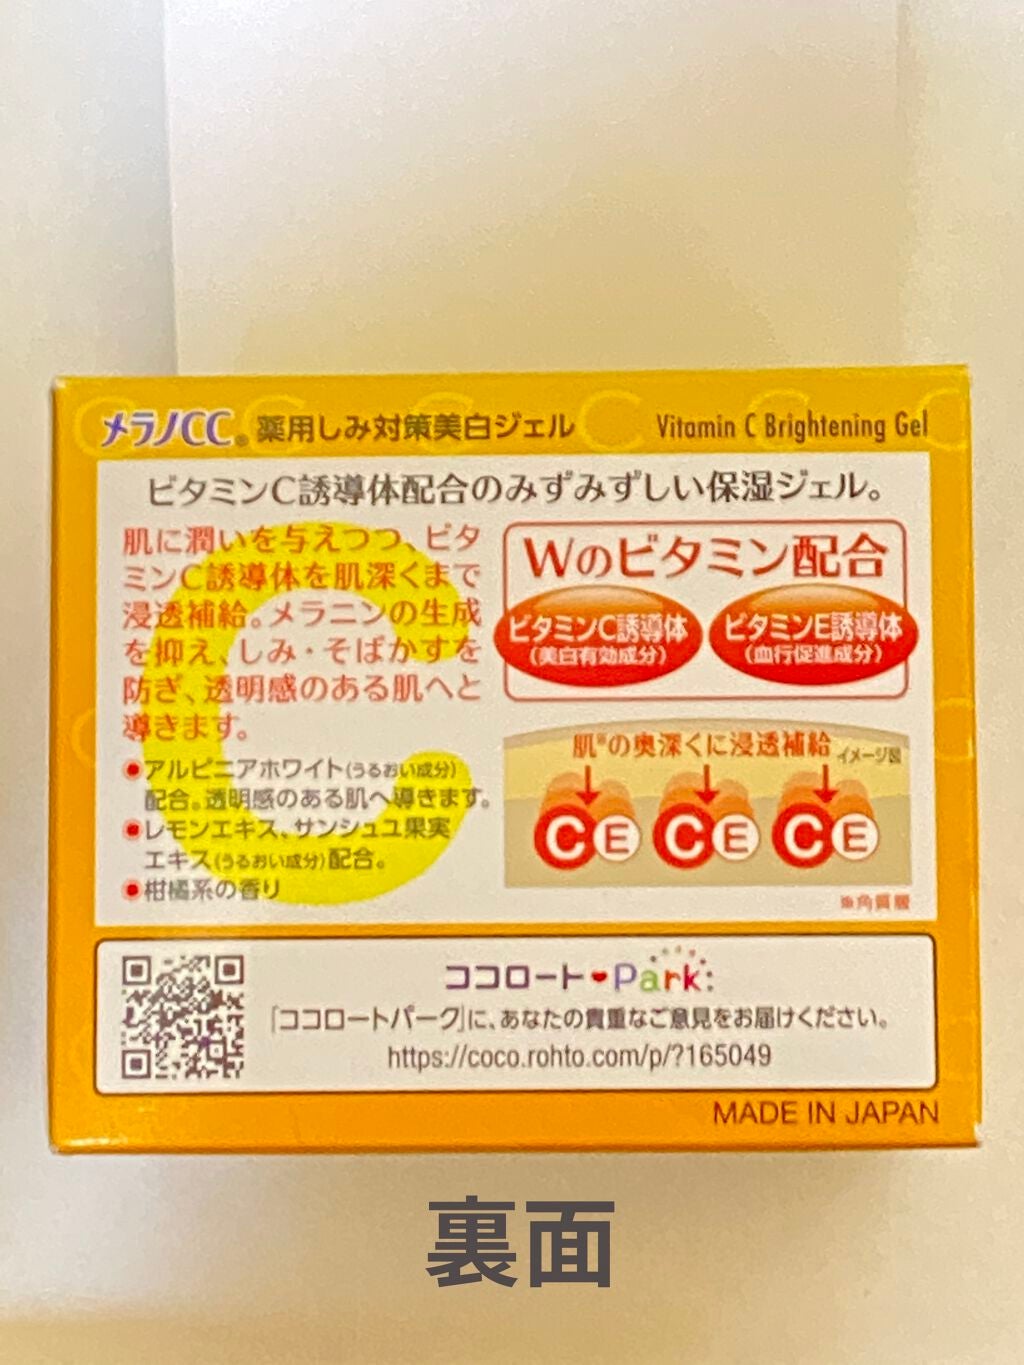 メラノCC® 薬用しみ対策美白ジェル Vitamin C Brightening Gel
ビタミンC誘導体配合のみずみずしい保湿ジェル。
肌に潤いを与えつつ、ビタ
ミンC誘導体を肌深くまで
浸透補給。メラニンの生成
を抑え、しみ・そばかすを
防ぎ、透明感のある肌へと
導きます。
●アルピニアホワイト(うるおい成分)
配合。透明感のある肌へ導きます。
●レモンエキス、サンシュユ果実
エキス(うるおい成分)配合。
●柑橘系の香り
Wのビタミン配合
ビタミンC誘導体
(美白有効成分)
ビタミンE誘導体
(血行促進成分)
肌※の奥深くに浸透補給 イメージ図
C E C E C E
※角質層
ココロート Park
「ココロートパーク」に、あなたの貴重なご意見をお届けください。
https://coco.rohto.com/p/?165049
MADE IN JAPAN
裏面